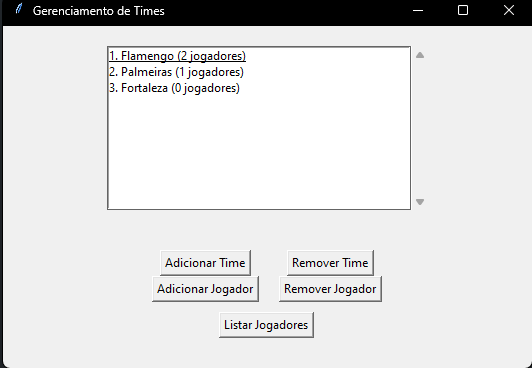 Gerenciamento de Times
1. Flamengo (2 jogadores)
2. Palmeiras (1 jogadores)
3. Fortaleza (0 jogadores)
Adicionar Time Remover Time
Adicionar Jogador Remover Jogador
Listar Jogadores